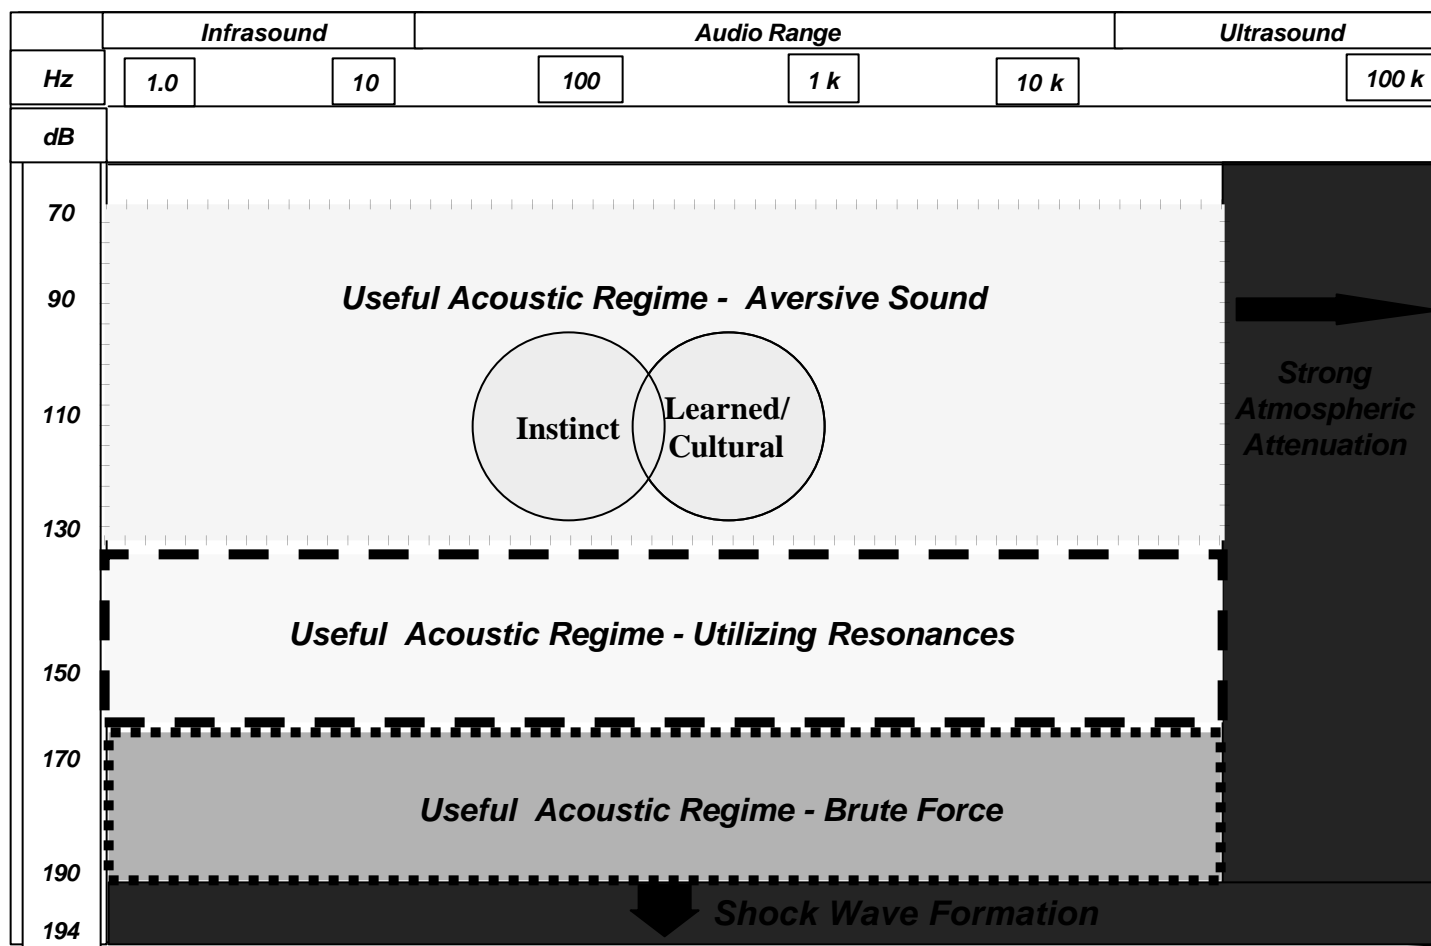 Infrasound Audio Range Ultrasound
Hz 1.0 10 100 1 k 10 k 100 k
dB
70
90 Useful Acoustic Regime - Aversive Sound
Strong
110 Instinct Learned/ Atmospheric
Cultural Attenuation
130
Useful Acoustic Regime - Utilizing Resonances
150
170
Useful Acoustic Regime - Brute Force
190
Shock Wave Formation
194